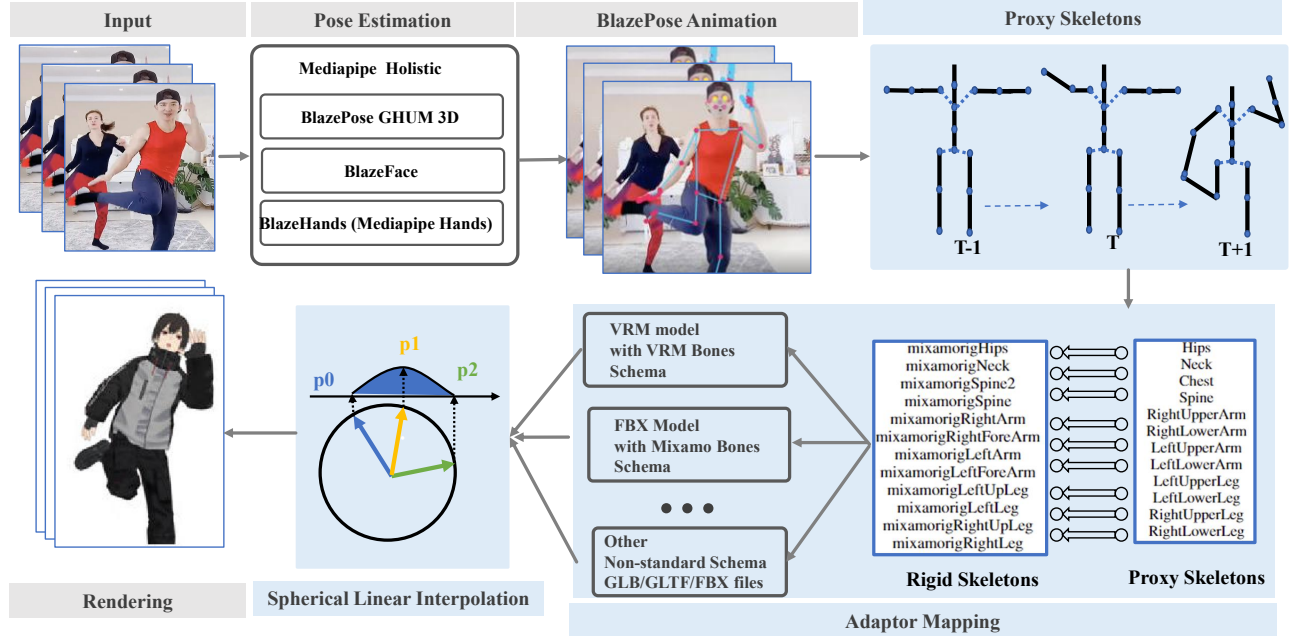 Input
Pose Estimation
BlazePose Animation
Proxy Skeletons
Mediapipe Holistic
BlazePose GHUM 3D
BlazeFace
BlazeHands (Mediapipe Hands)
T-1
T
T+1
VRM model
with VRM Bones
Schema
FBX Model
with Mixamo Bones
Schema
• • •
Other
Non-standard Schema
GLB/GLTF/FBX files
mixamorigHips
mixamorigNeck
mixamorigSpine2
mixamorigSpine
mixamorigRightArm
mixamorigRightForeArm
mixamorigLeftArm
mixamorigLeftForeArm
mixamorigLeftUpLeg
mixamorigLeftLeg
mixamorigRightUpLeg
mixamorigRightLeg
Rigid Skeletons
Hips
Neck
Chest
Spine
RightUpperArm
RightLowerArm
LeftUpperArm
LeftLowerArm
LeftUpperLeg
LeftLowerLeg
RightUpperLeg
RightLowerLeg
Proxy Skeletons
p0
p1
p2
Rendering
Spherical Linear Interpolation
Adaptor Mapping